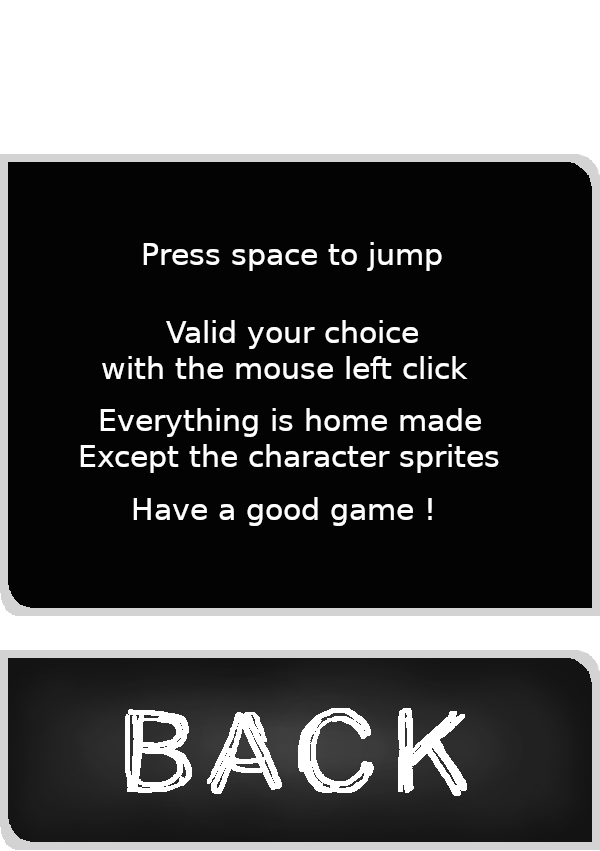 Press space to jump
Valid your choice
with the mouse left click
Everything is home made
Except the character sprites
Have a good game !
BACK